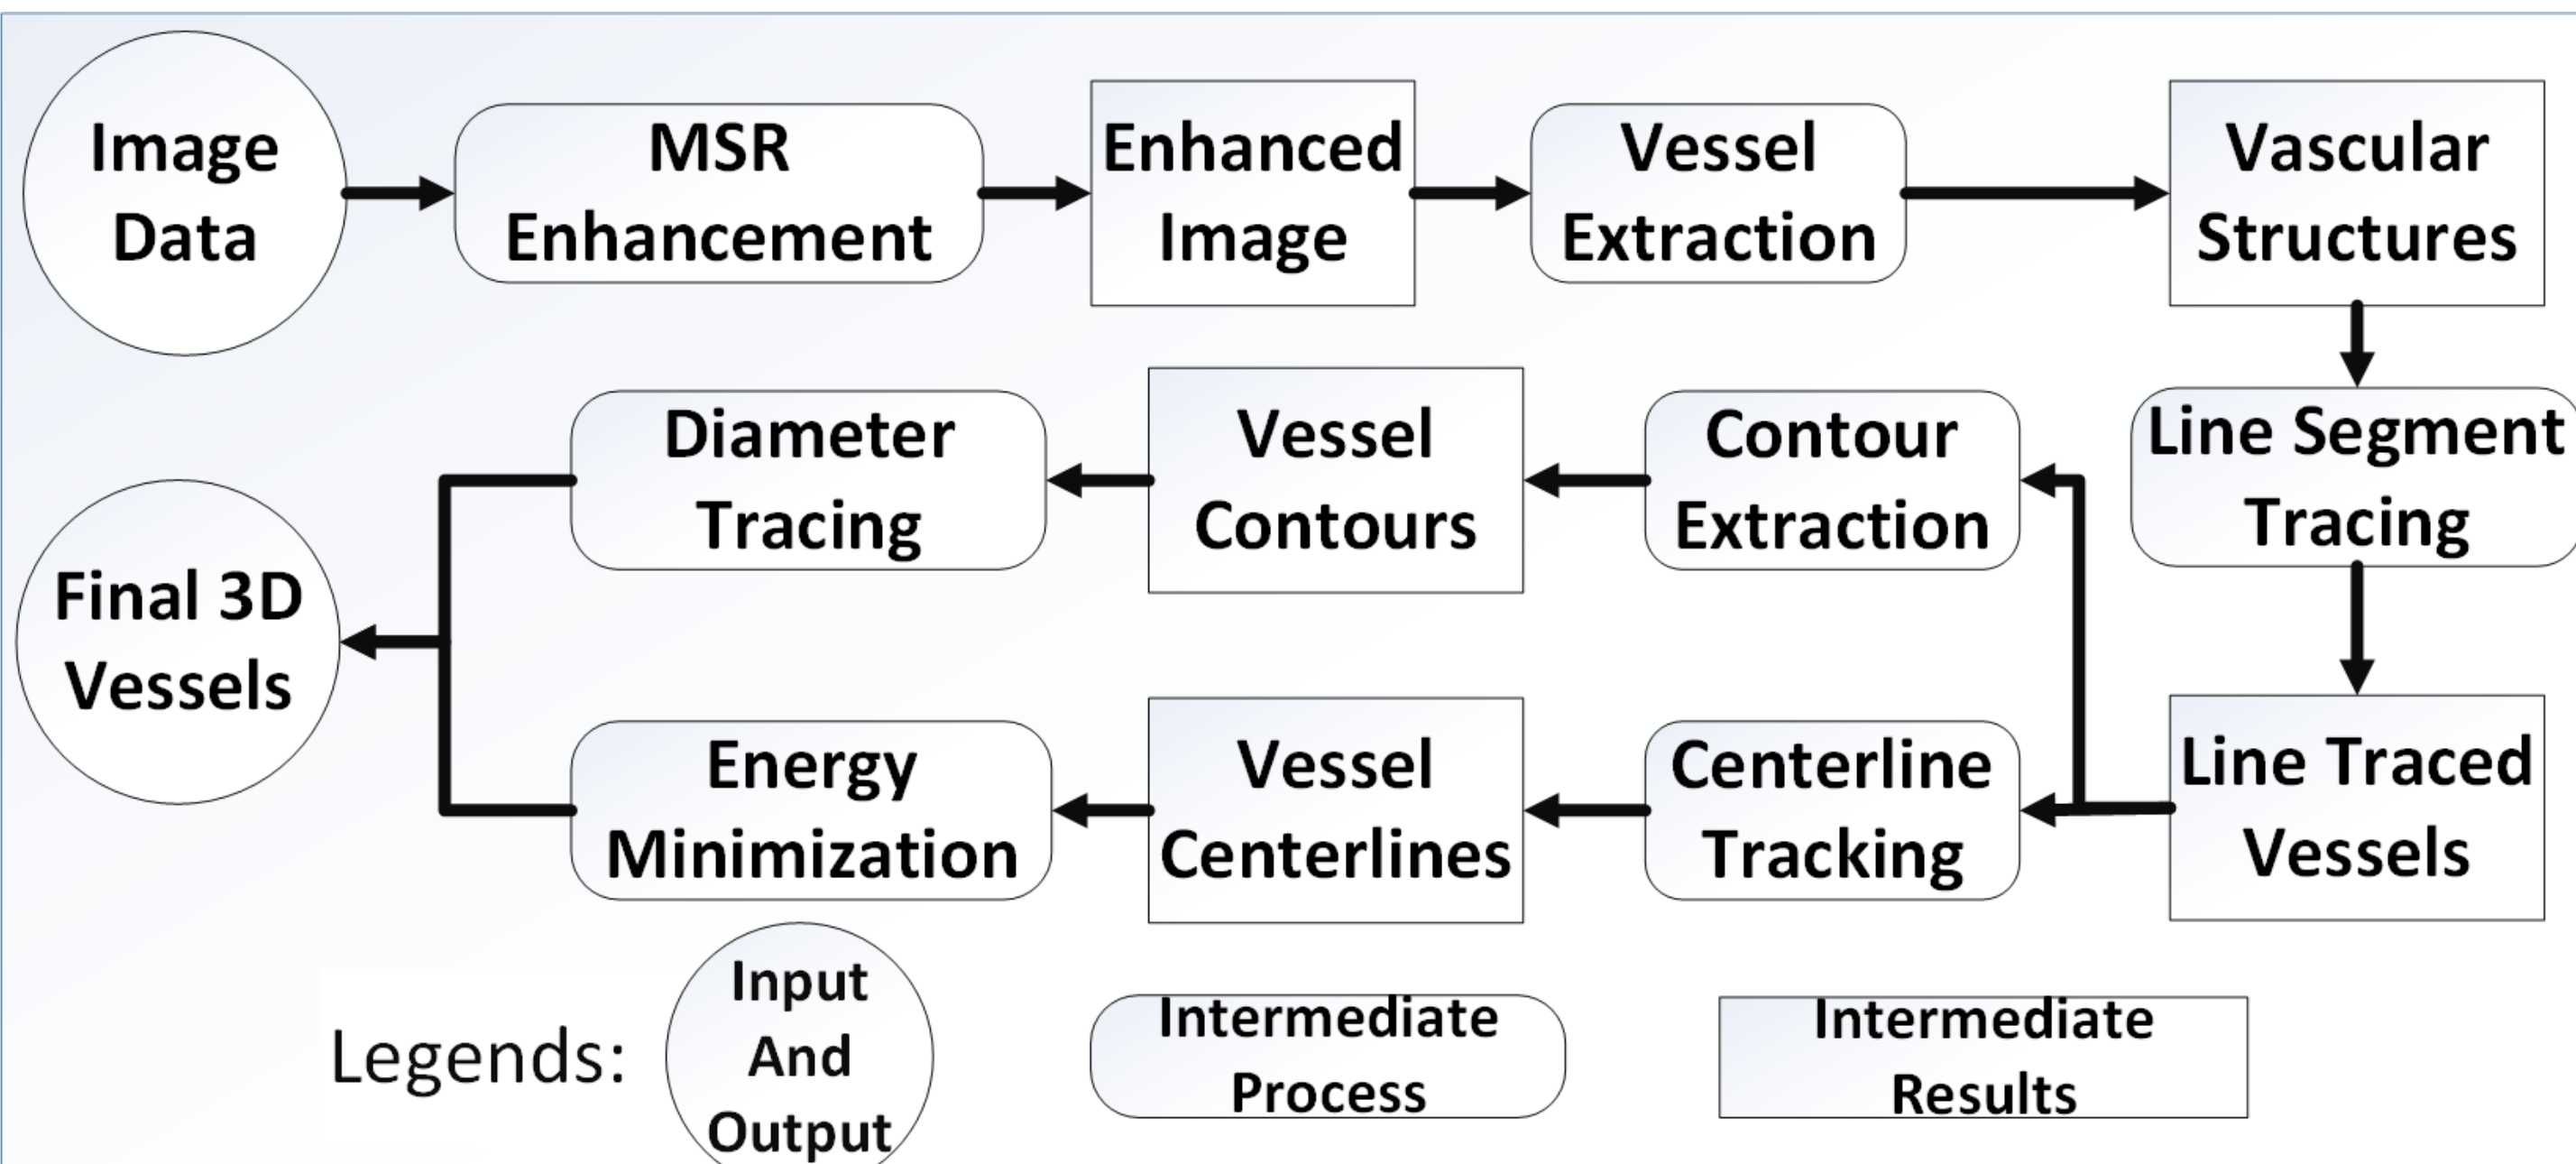 Image
Data
MSR
Enhancement
Enhanced
Image
Vessel
Extraction
Vascular
Structures
Line Segment
Tracing
Line Traced
Vessels
Contour
Extraction
Vessel
Contours
Diameter
Tracing
Centerline
Tracking
Vessel
Centerlines
Energy
Minimization
Final 3D
Vessels
Legends:
Input
And
Output
Intermediate
Process
Intermediate
Results